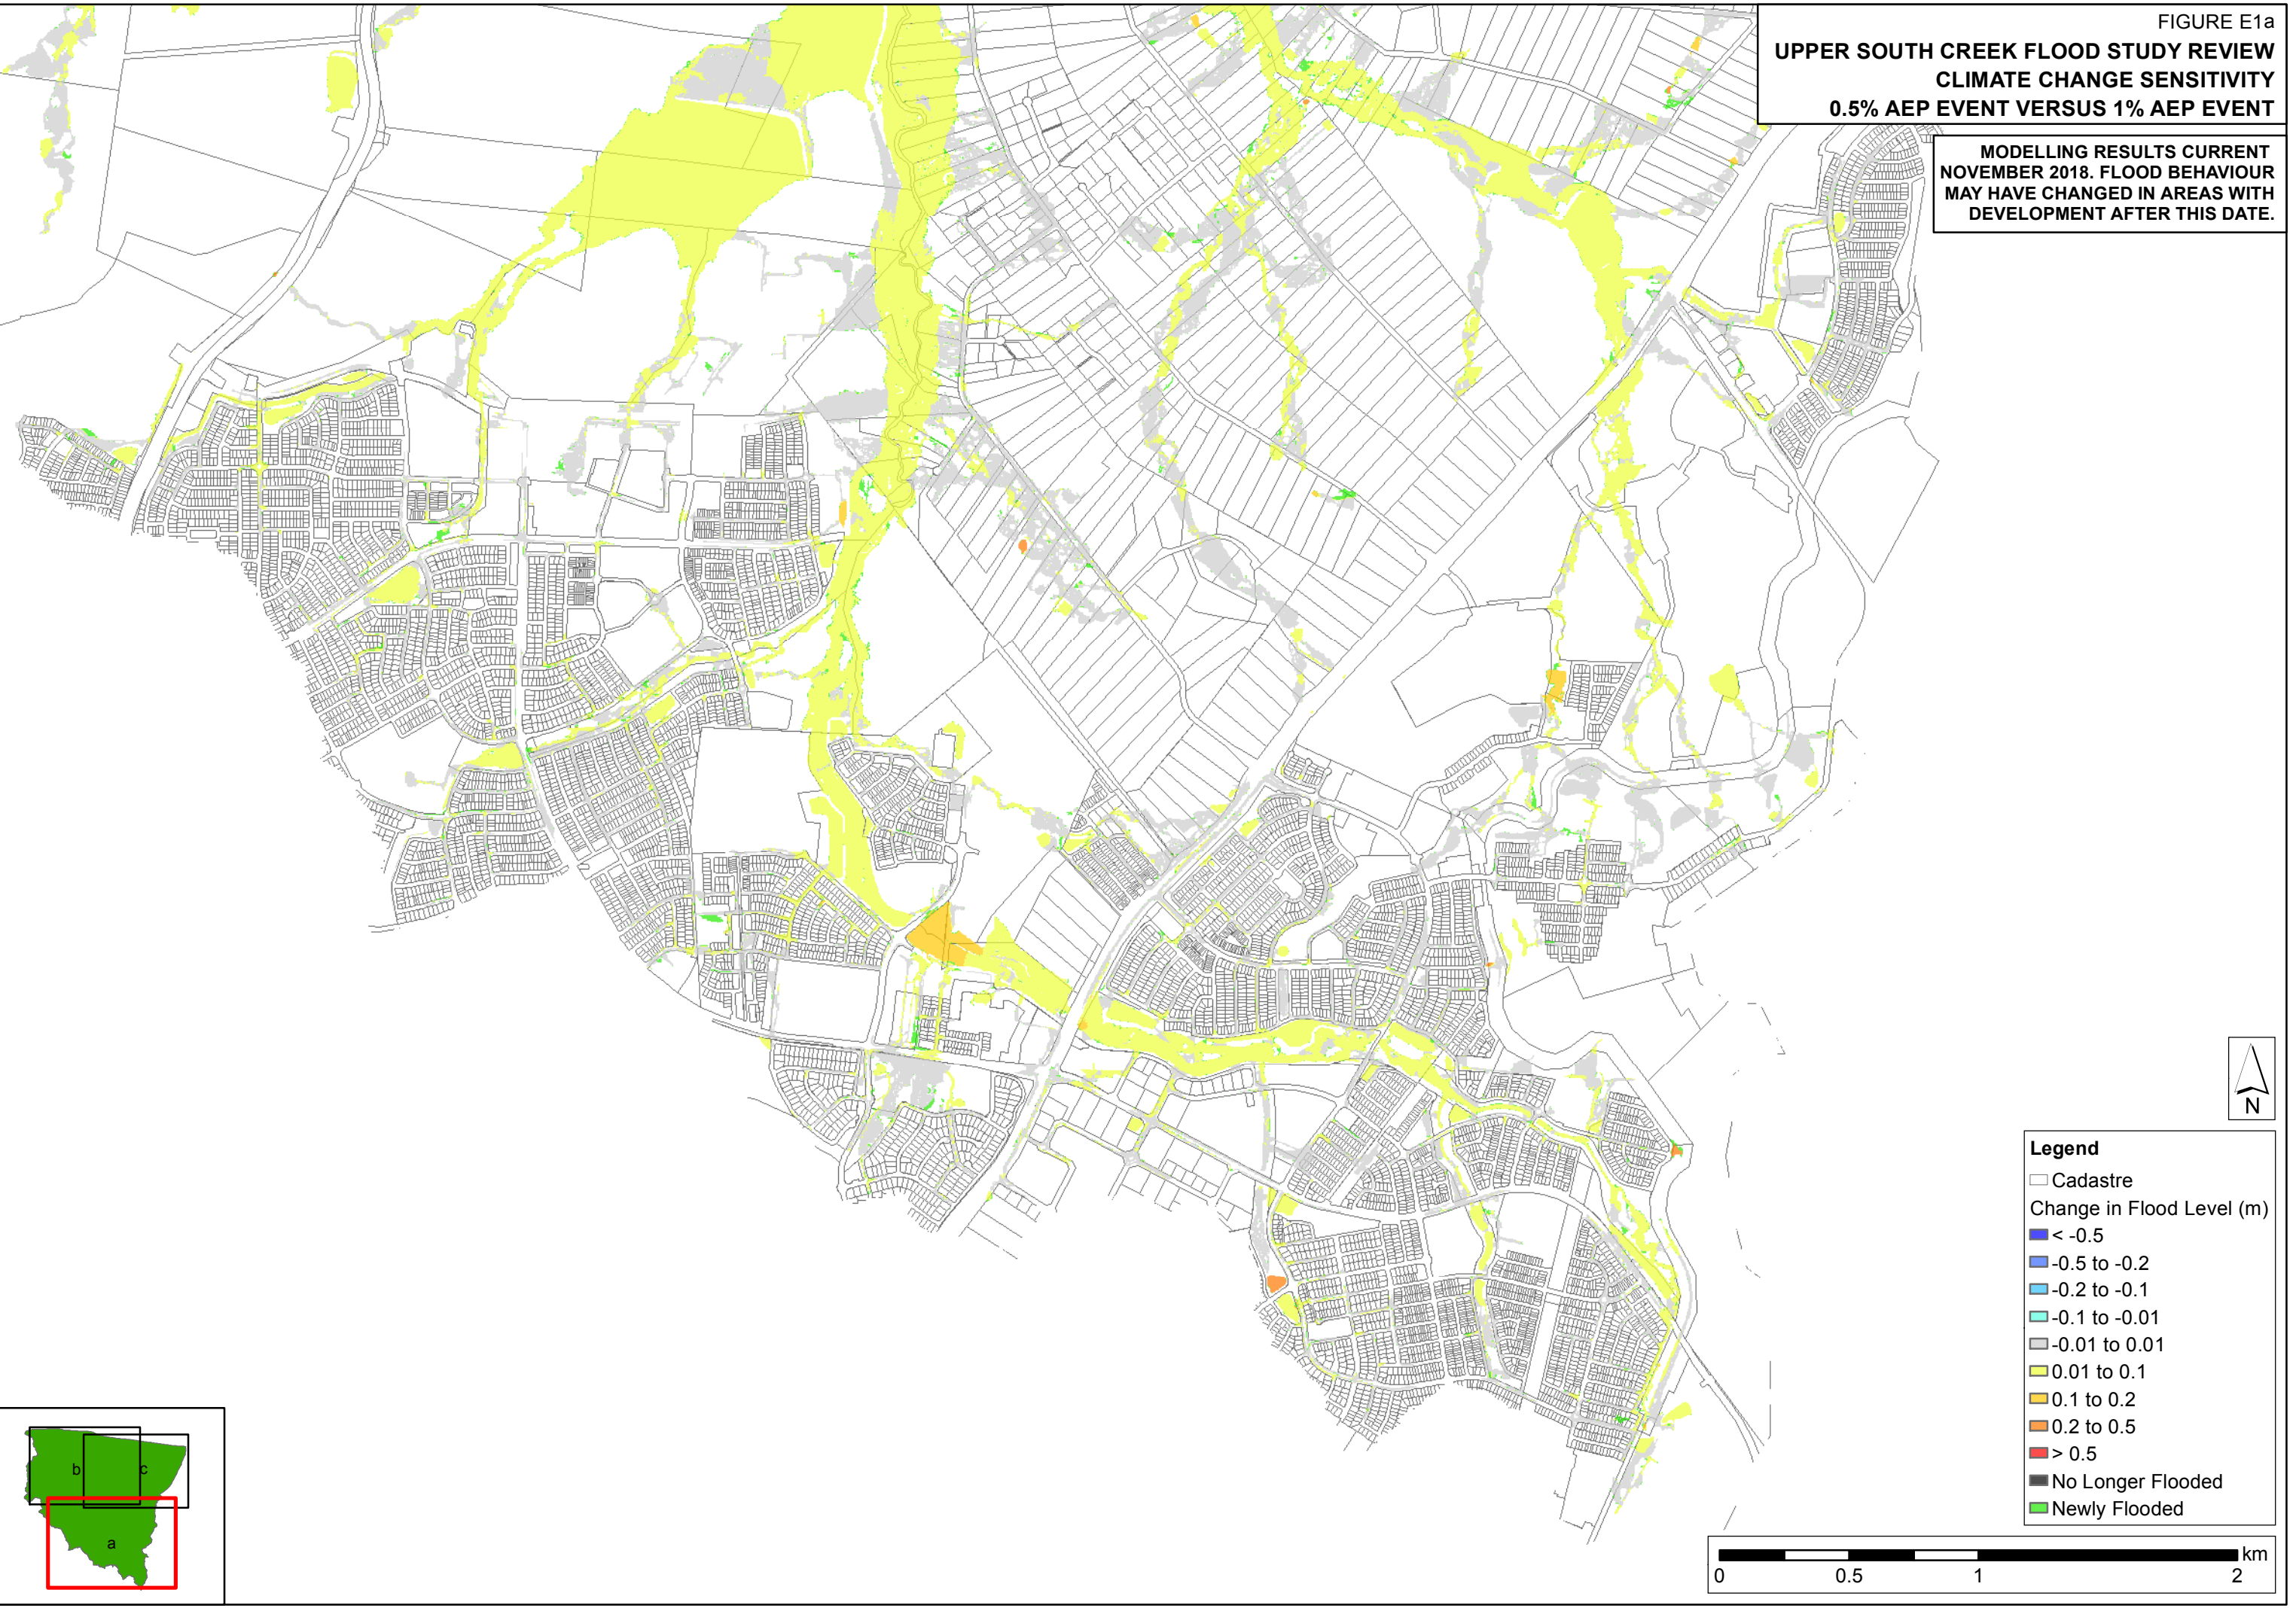 FIGURE E1a
UPPER SOUTH CREEK FLOOD STUDY REVIEW
CLIMATE CHANGE SENSITIVITY
0.5% AEP EVENT VERSUS 1% AEP EVENT
MODELLING RESULTS CURRENT
NOVEMBER 2018. FLOOD BEHAVIOUR
MAY HAVE CHANGED IN AREAS WITH
DEVELOPMENT AFTER THIS DATE.
N
Legend
Cadastre
Change in Flood Level (m)
< -0.5
-0.5 to -0.2
-0.2 to -0.1
-0.1 to -0.01
-0.01 to 0.01
0.01 to 0.1
0.1 to 0.2
0.2 to 0.5
> 0.5
No Longer Flooded
Newly Flooded
b c
a
km
0 0.5 1 2